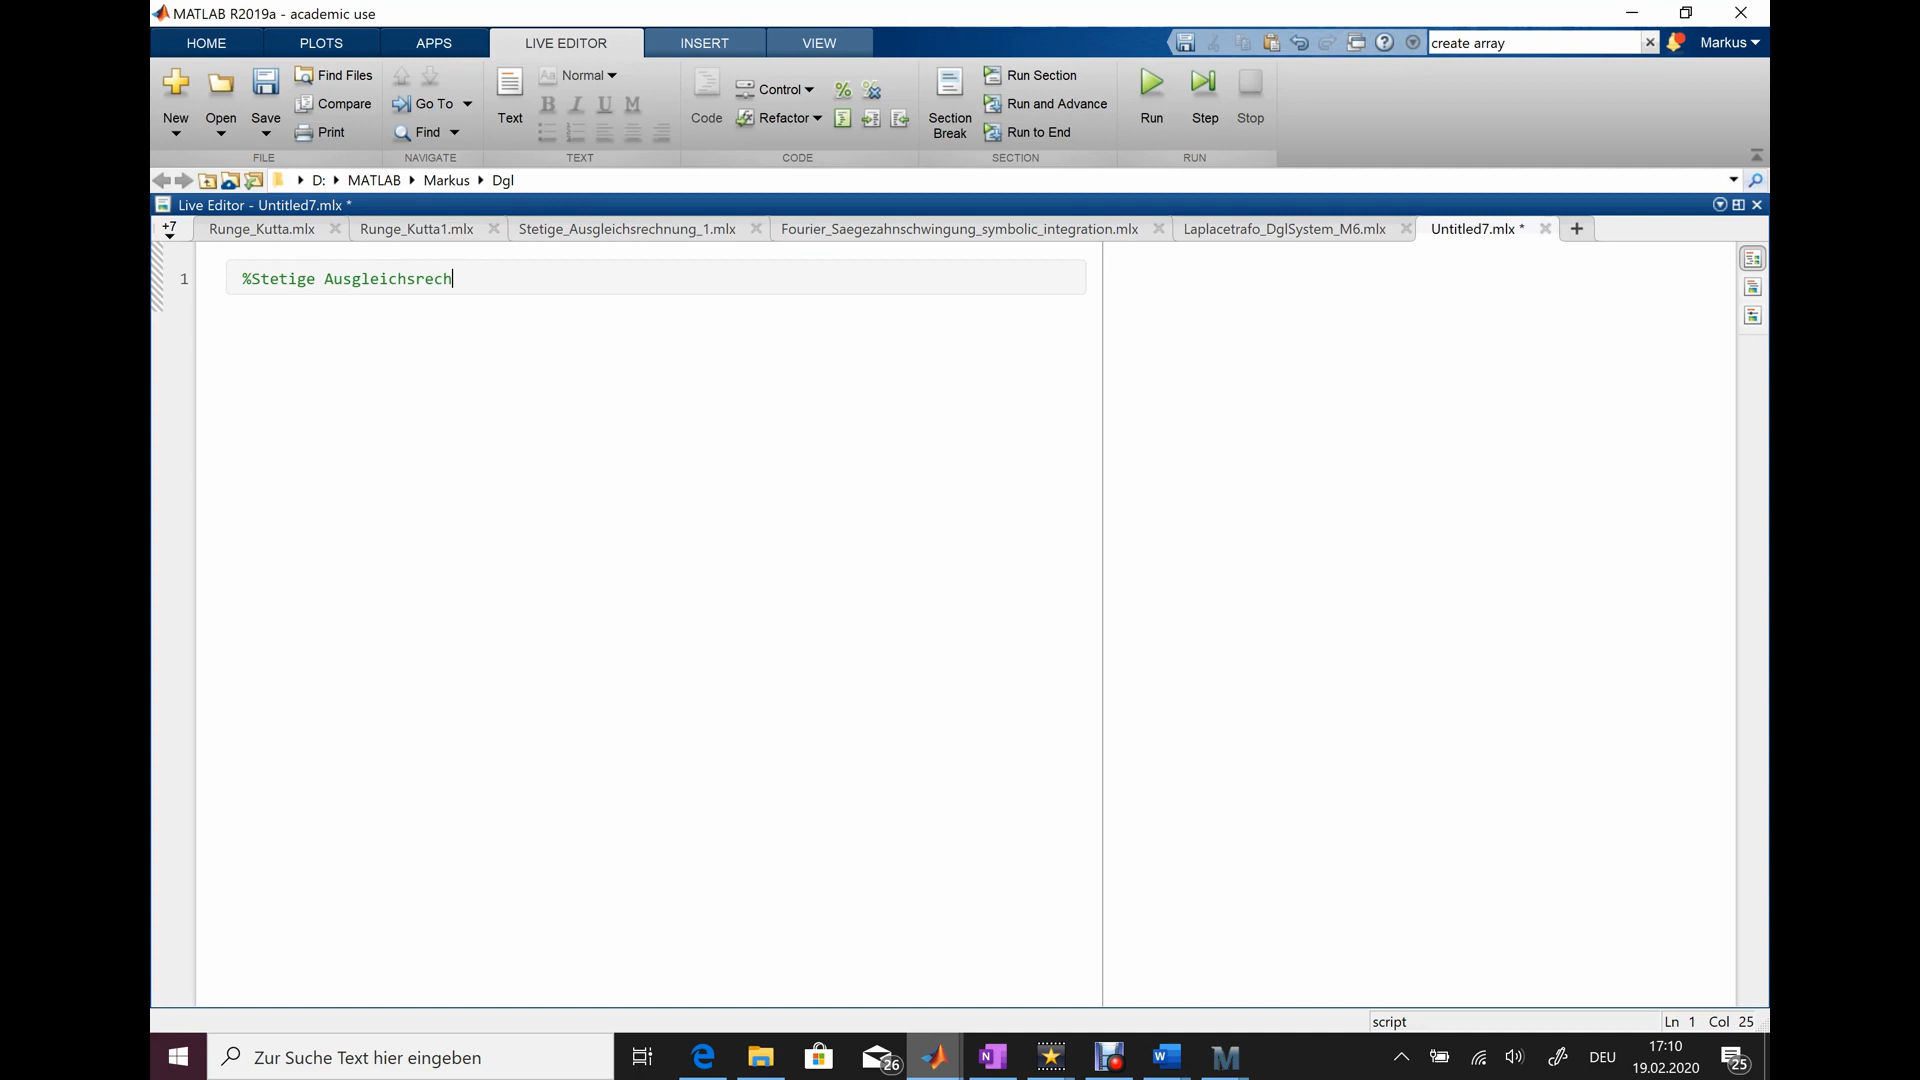 MATLAB R2019a - academic use
HOME PLOTS APPS LIVE EDITOR INSERT VIEW create array Markus
New Open Save Find Files Compare Print
Go To Find
Text Aa Normal B I U M
Code Control Refactor
Section Break Run Section Run and Advance Run to End
Run Step Stop
FILE NAVIGATE TEXT CODE SECTION RUN
D: MATLAB Markus Dgl
Live Editor - Untitled7.mlx *
+7 Runge_Kutta.mlx Runge_Kutta1.mlx Stetige_Ausgleichsrechnung_1.mlx Fourier_Saegezahnschwingung_symbolic_integration.mlx Laplacetrafo_DglSystem_M6.mlx Untitled7.mlx *
1 %Stetige Ausgleichsrech
script Ln 1 Col 25
Zur Suche Text hier eingeben 26 DEU 17:10 25
19.02.2020